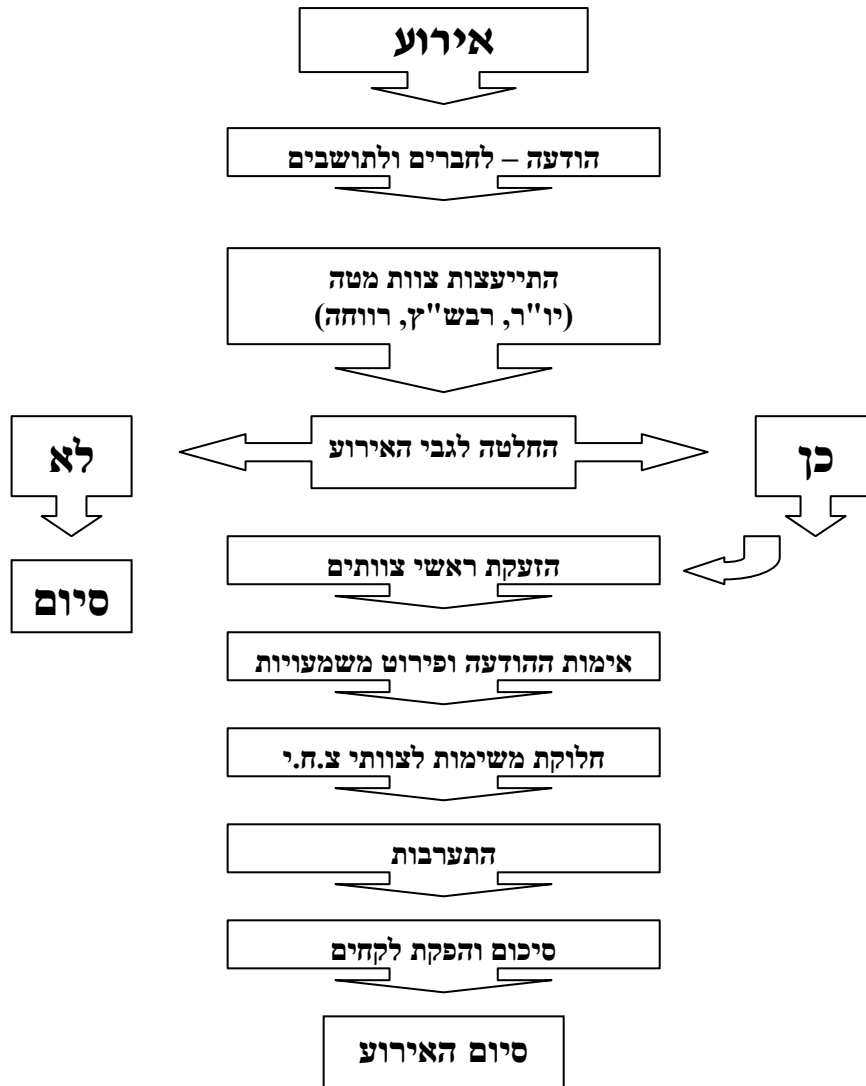 אירוע
הודעה – לחברים ולתושבים
התייעצות צוות מטה
(יו"ר, רבש"ץ, רווחה)
החלטה לגבי האירוע
כן
לא
סיום
הזעקת ראשי צוותים
אימות ההודעה ופירוט משמעויות
חלוקת משימות לצוותי צ.ח.י
התערבות
סיכום והפקת לקחים
סיום האירוע